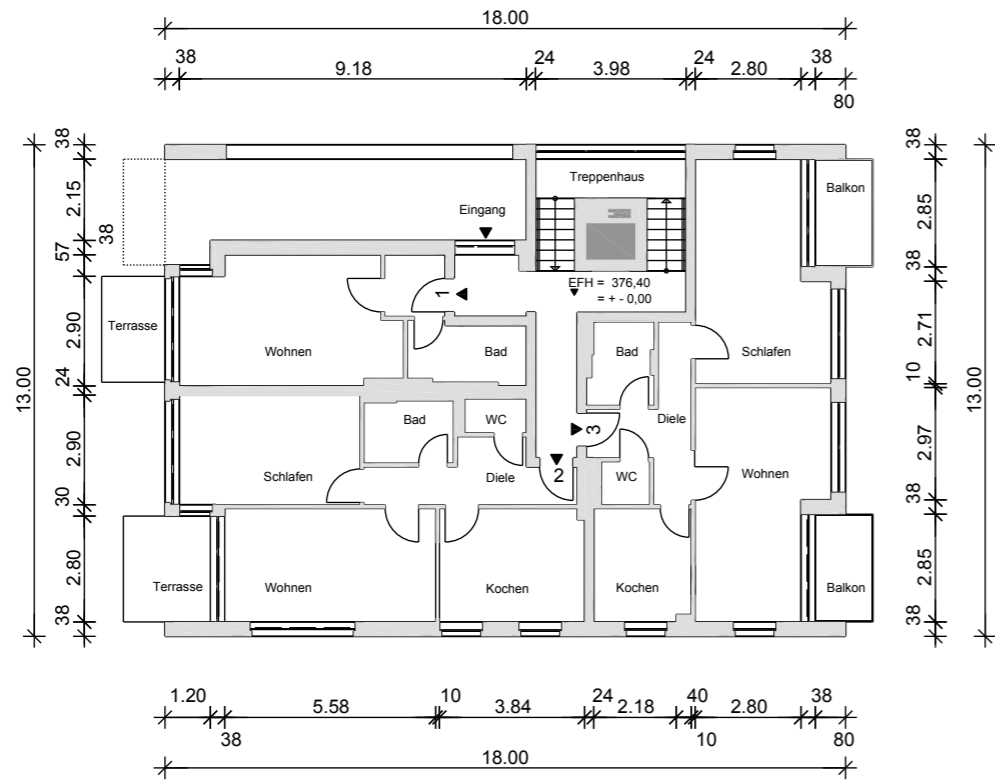 18.00
38 24 24 38
9.18 3.98 2.80
80
38 2.15 57 2.90 24 2.90 30 2.80 38
13.00
38
38 2.85 38 2.71 10 2.97 38 2.85 38
13.00
Treppenhaus
Balkon
Eingang
EFH = 376,40
= + - 0,00
1
Terrasse
Wohnen
Bad
Bad
Schlafen
Bad
WC
Diele
3
Schlafen
Diele
2
WC
Wohnen
Terrasse
Wohnen
Kochen
Kochen
Balkon
1.20 10 24 40 38
5.58 3.84 2.18 2.80
38 10 80
18.00